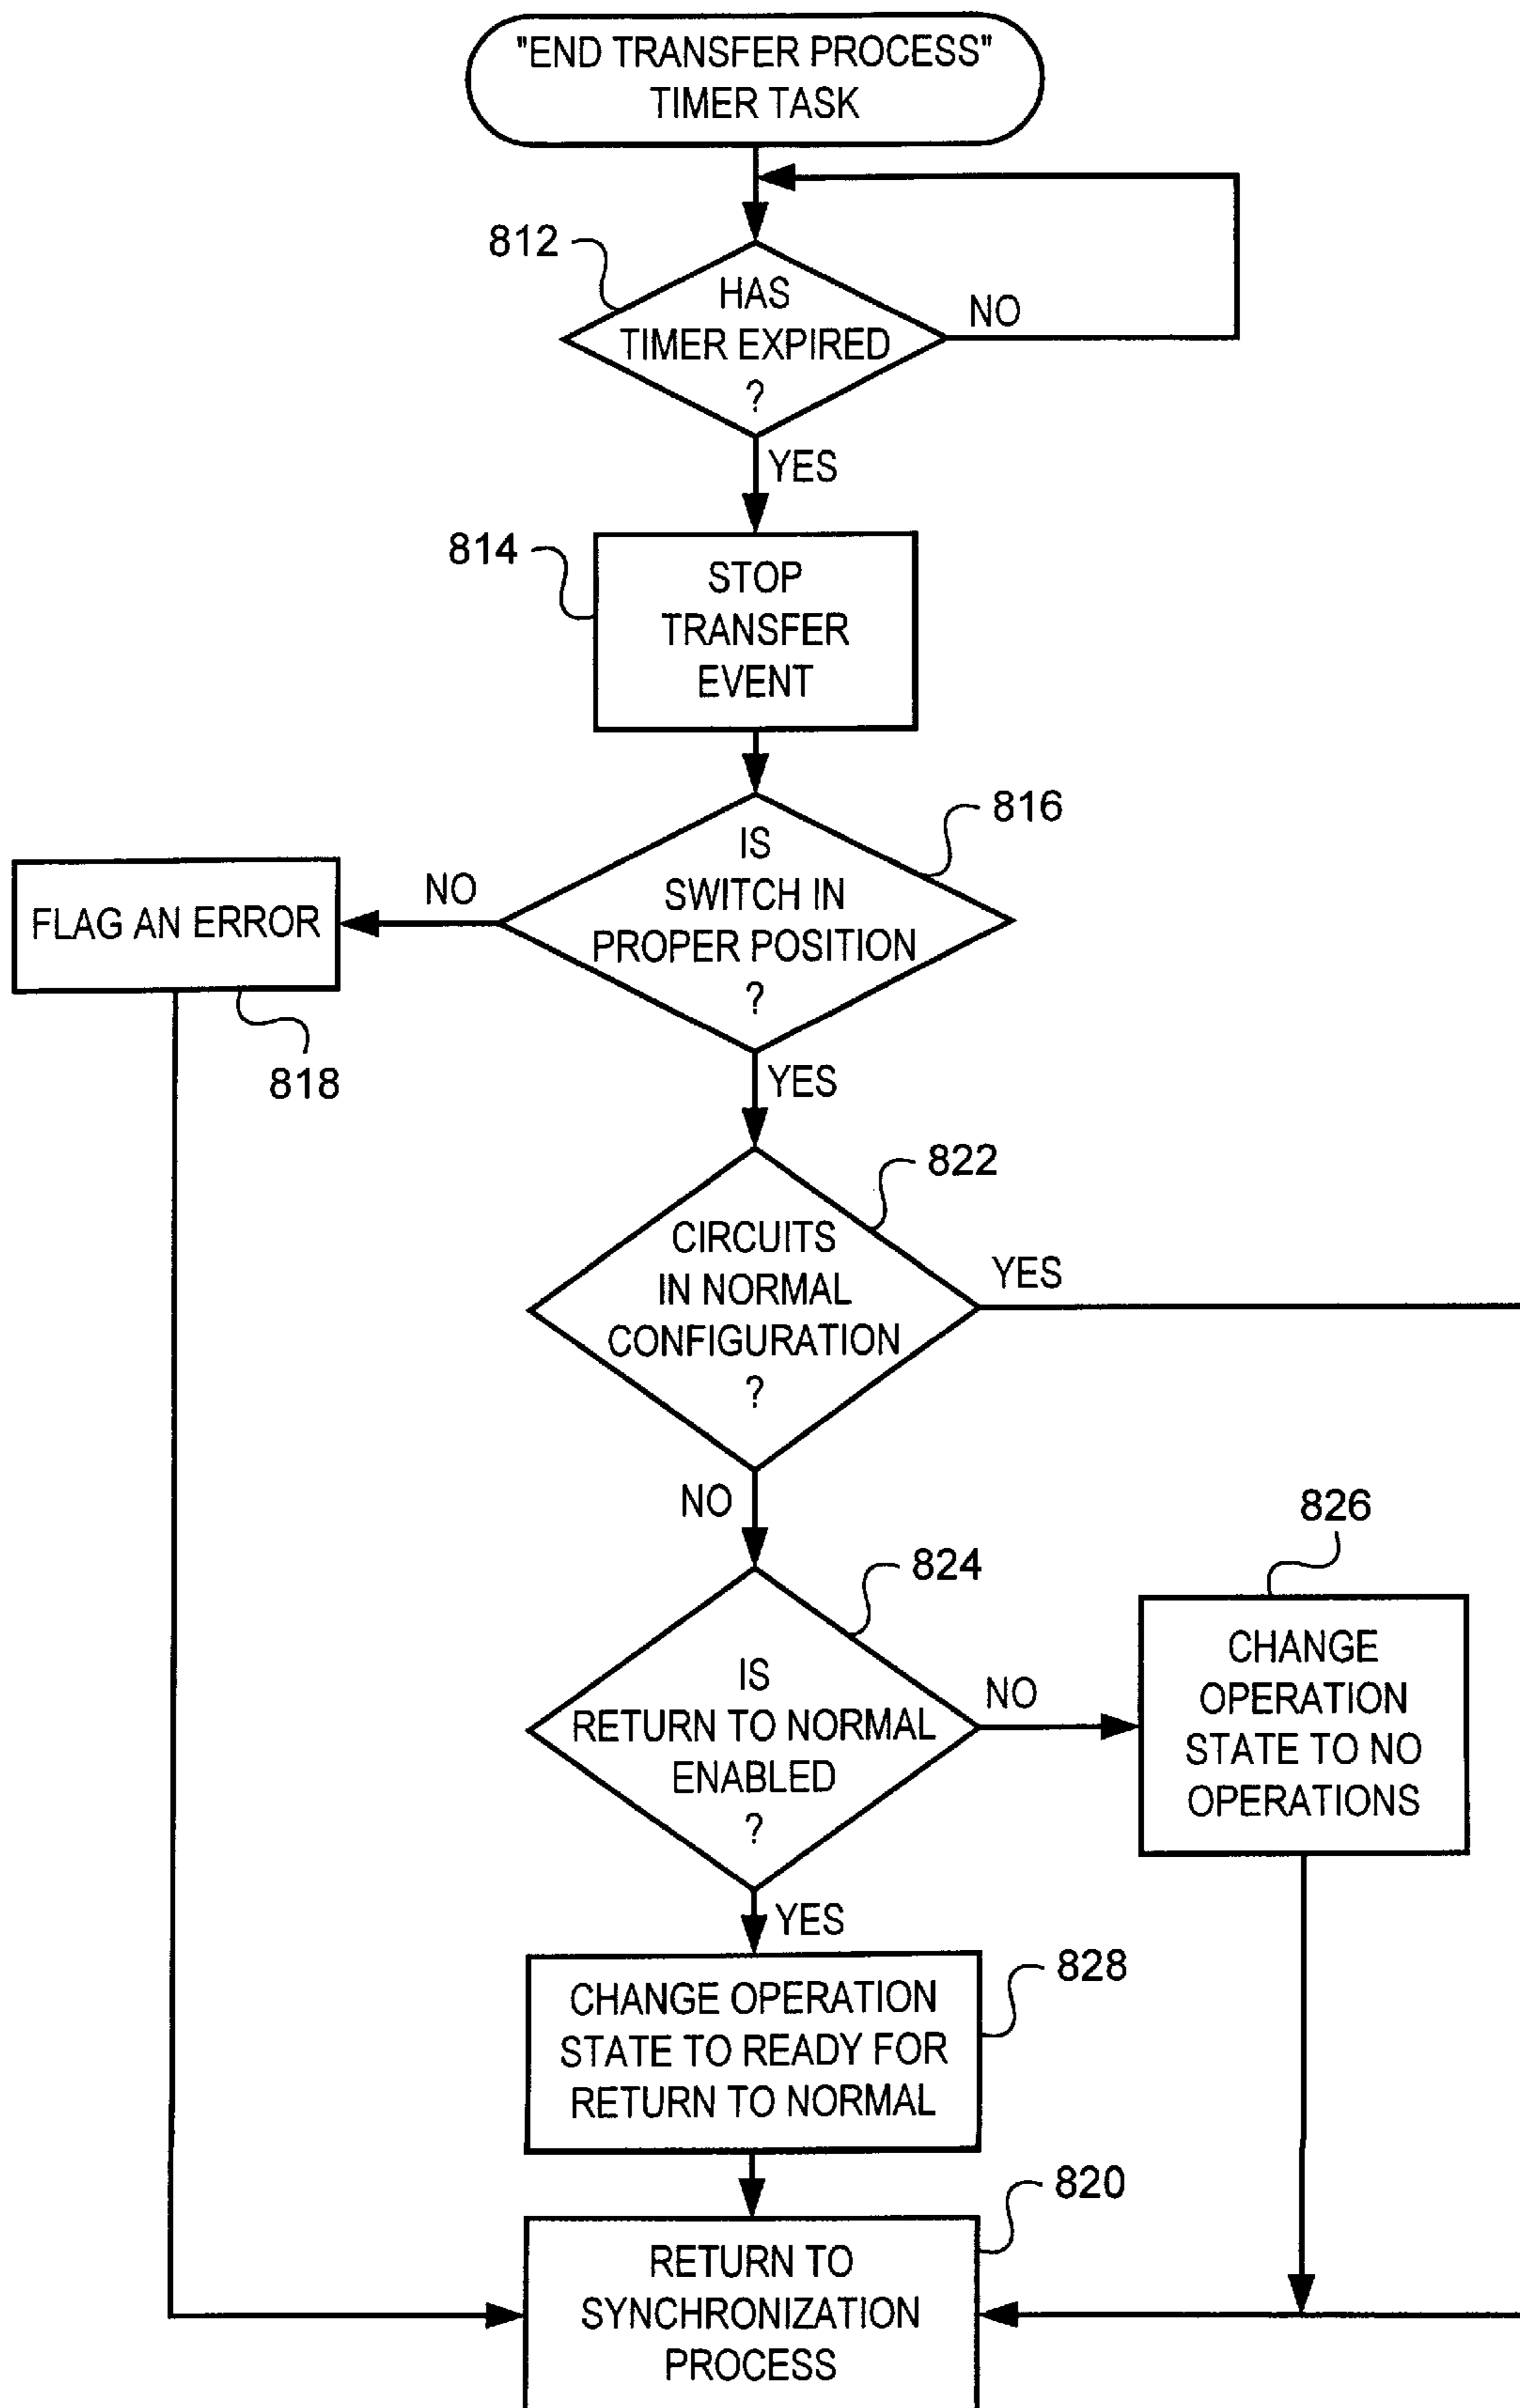 "END TRANSFER PROCESS"
TIMER TASK
812
HAS
TIMER EXPIRED
?
NO
YES
814
STOP
TRANSFER
EVENT
816
IS
SWITCH IN
PROPER POSITION
?
NO
FLAG AN ERROR
818
YES
822
CIRCUITS
IN NORMAL
CONFIGURATION
?
YES
NO
824
IS
RETURN TO NORMAL
ENABLED
?
NO
826
CHANGE
OPERATION
STATE TO NO
OPERATIONS
YES
828
CHANGE OPERATION
STATE TO READY FOR
RETURN TO NORMAL
820
RETURN TO
SYNCHRONIZATION
PROCESS